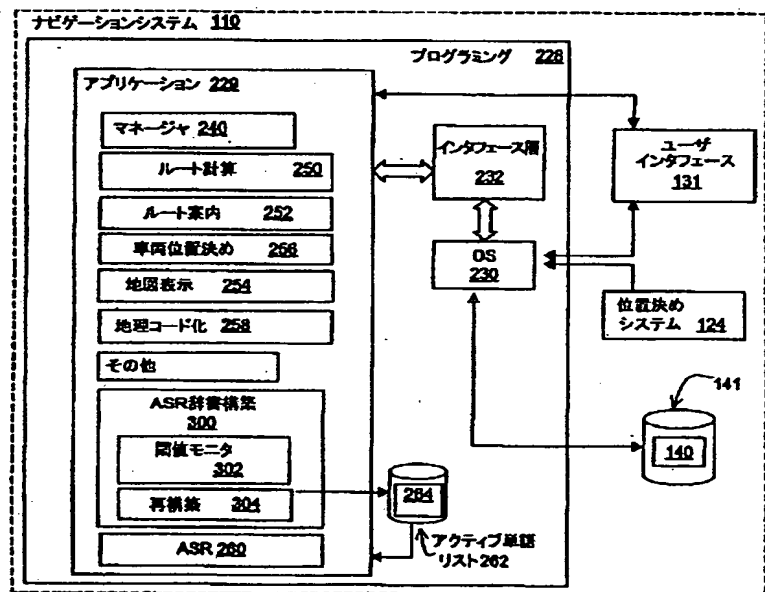 ナビゲーションシステム 110
プログラミング 228
アプリケーション 229
マネージャ 240
ルート計算 250
ルート案内 252
車両位置決め 256
地図表示 254
地理コード化 258
その他
ASR辞書構築
300
閾値モニタ
302
再構築 304
ASR 260
264
アクティブ単語
リスト262
インタフェース層
232
OS
230
ユーザ
インタフェース
131
位置決め
システム 124
141
140